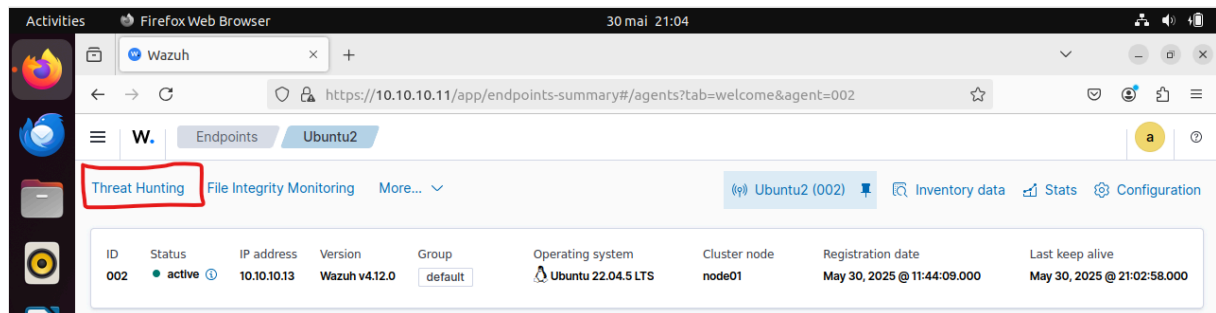 Activities Firefox Web Browser 30 mai 21:04
Wazuh
https://10.10.10.11/app/endpoints-summary#/agents?tab=welcome&agent=002
W. Endpoints Ubuntu2 a
Threat Hunting File Integrity Monitoring More... Ubuntu2 (002) Inventory data Stats Configuration
ID Status IP address Version Group Operating system Cluster node Registration date Last keep alive
002 active 10.10.10.13 Wazuh v4.12.0 default Ubuntu 22.04.5 LTS node01 May 30, 2025 @ 11:44:09.000 May 30, 2025 @ 21:02:58.000